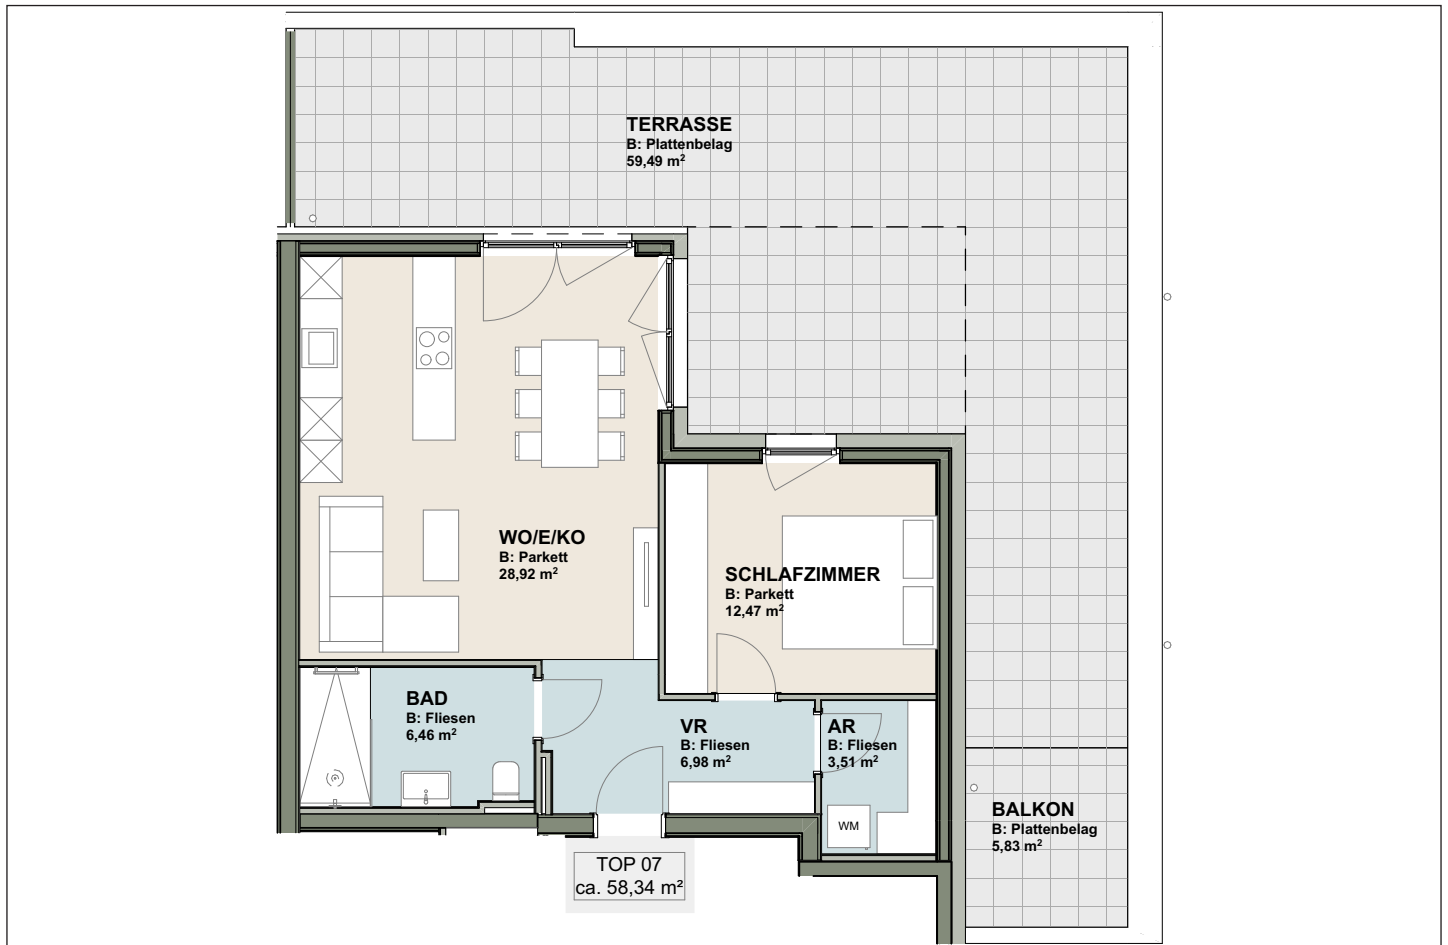 TERRASSE
B: Plattenbelag
59,49 m²
WO/E/KO
B: Parkett
28,92 m²
SCHLAFZIMMER
B: Parkett
12,47 m²
BAD
B: Fliesen
6,46 m²
VR
B: Fliesen
6,98 m²
AR
B: Fliesen
3,51 m²
WM
BALKON
B: Plattenbelag
5,83 m²
TOP 07
ca. 58,34 m²